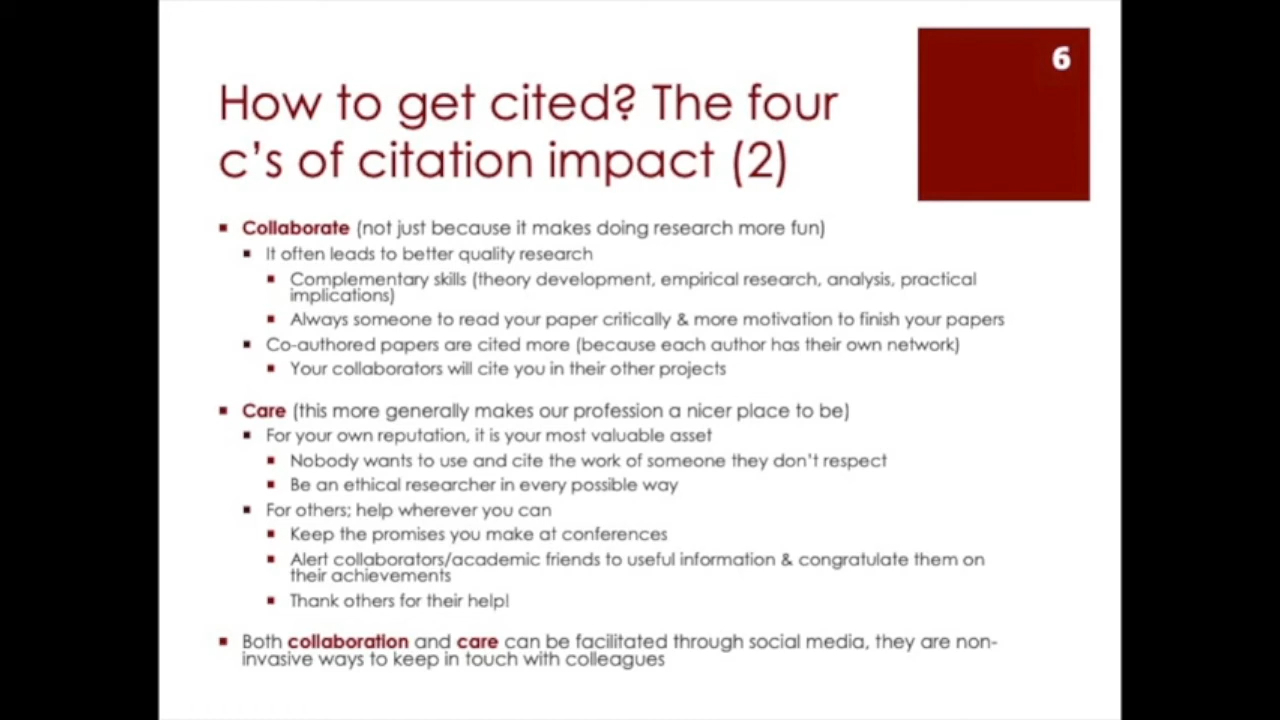 6
How to get cited? The four
c's of citation impact (2)
Collaborate (not just because it makes doing research more fun)
It often leads to better quality research
Complementary skills (theory development, empirical research, analysis, practical
implications)
Always someone to read your paper critically & more motivation to finish your papers
Co-authored papers are cited more (because each author has their own network)
Your collaborators will cite you in their other projects
Care (this more generally makes our profession a nicer place to be)
For your own reputation, it is your most valuable asset
Nobody wants to use and cite the work of someone they don't respect
Be an ethical researcher in every possible way
For others; help wherever you can
Keep the promises you make at conferences
Alert collaborators/academic friends to useful information & congratulate them on
their achievements
Thank others for their help!
Both collaboration and care can be facilitated through social media, they are non-
invasive ways to keep in touch with colleagues